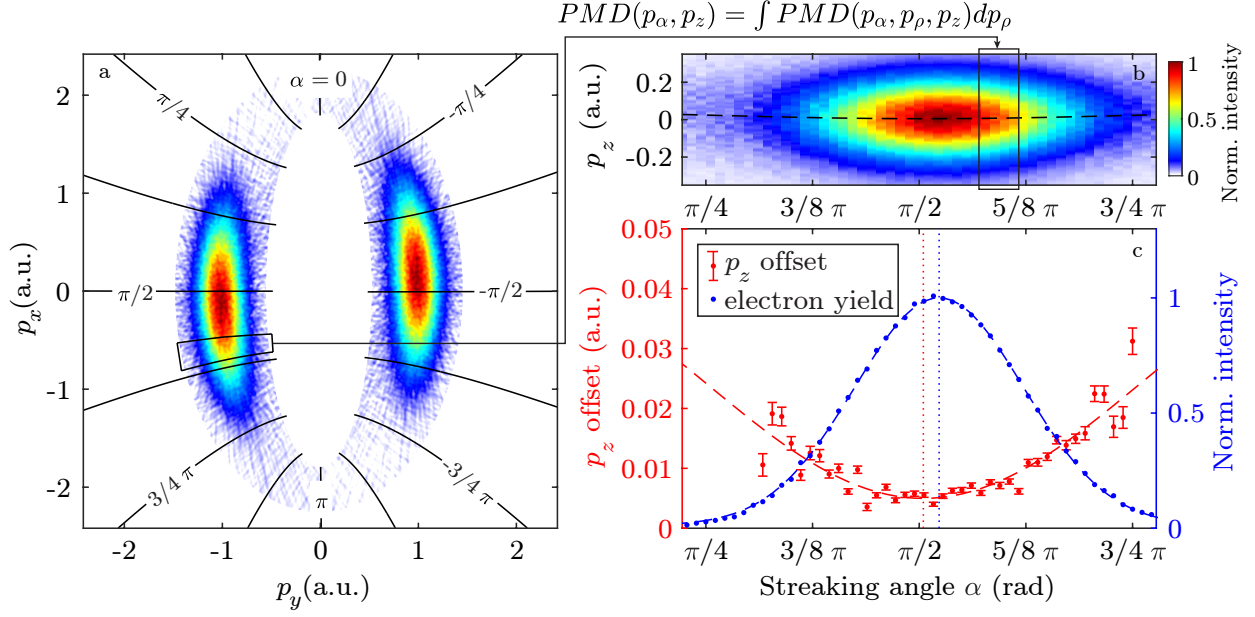 PMD(p_α, p_z) = ∫ PMD(p_α, p_ρ, p_z)dp_ρ
a
α = 0
π/4
-π/4
π/2
-π/2
3/4 π
-3/4 π
π
2
1
0
-1
-2
p_x(a.u.)
-2
-1
0
1
2
p_y(a.u.)
b
0.2
0
-0.2
p_z (a.u.)
π/4
3/8 π
π/2
5/8 π
3/4 π
1
0.5
0
Norm. intensity
c
p_z offset
electron yield
0.05
0.04
0.03
0.02
0.01
0
p_z offset (a.u.)
1
0.5
0
Norm. intensity
π/4
3/8 π
π/2
5/8 π
3/4 π
Streaking angle α (rad)